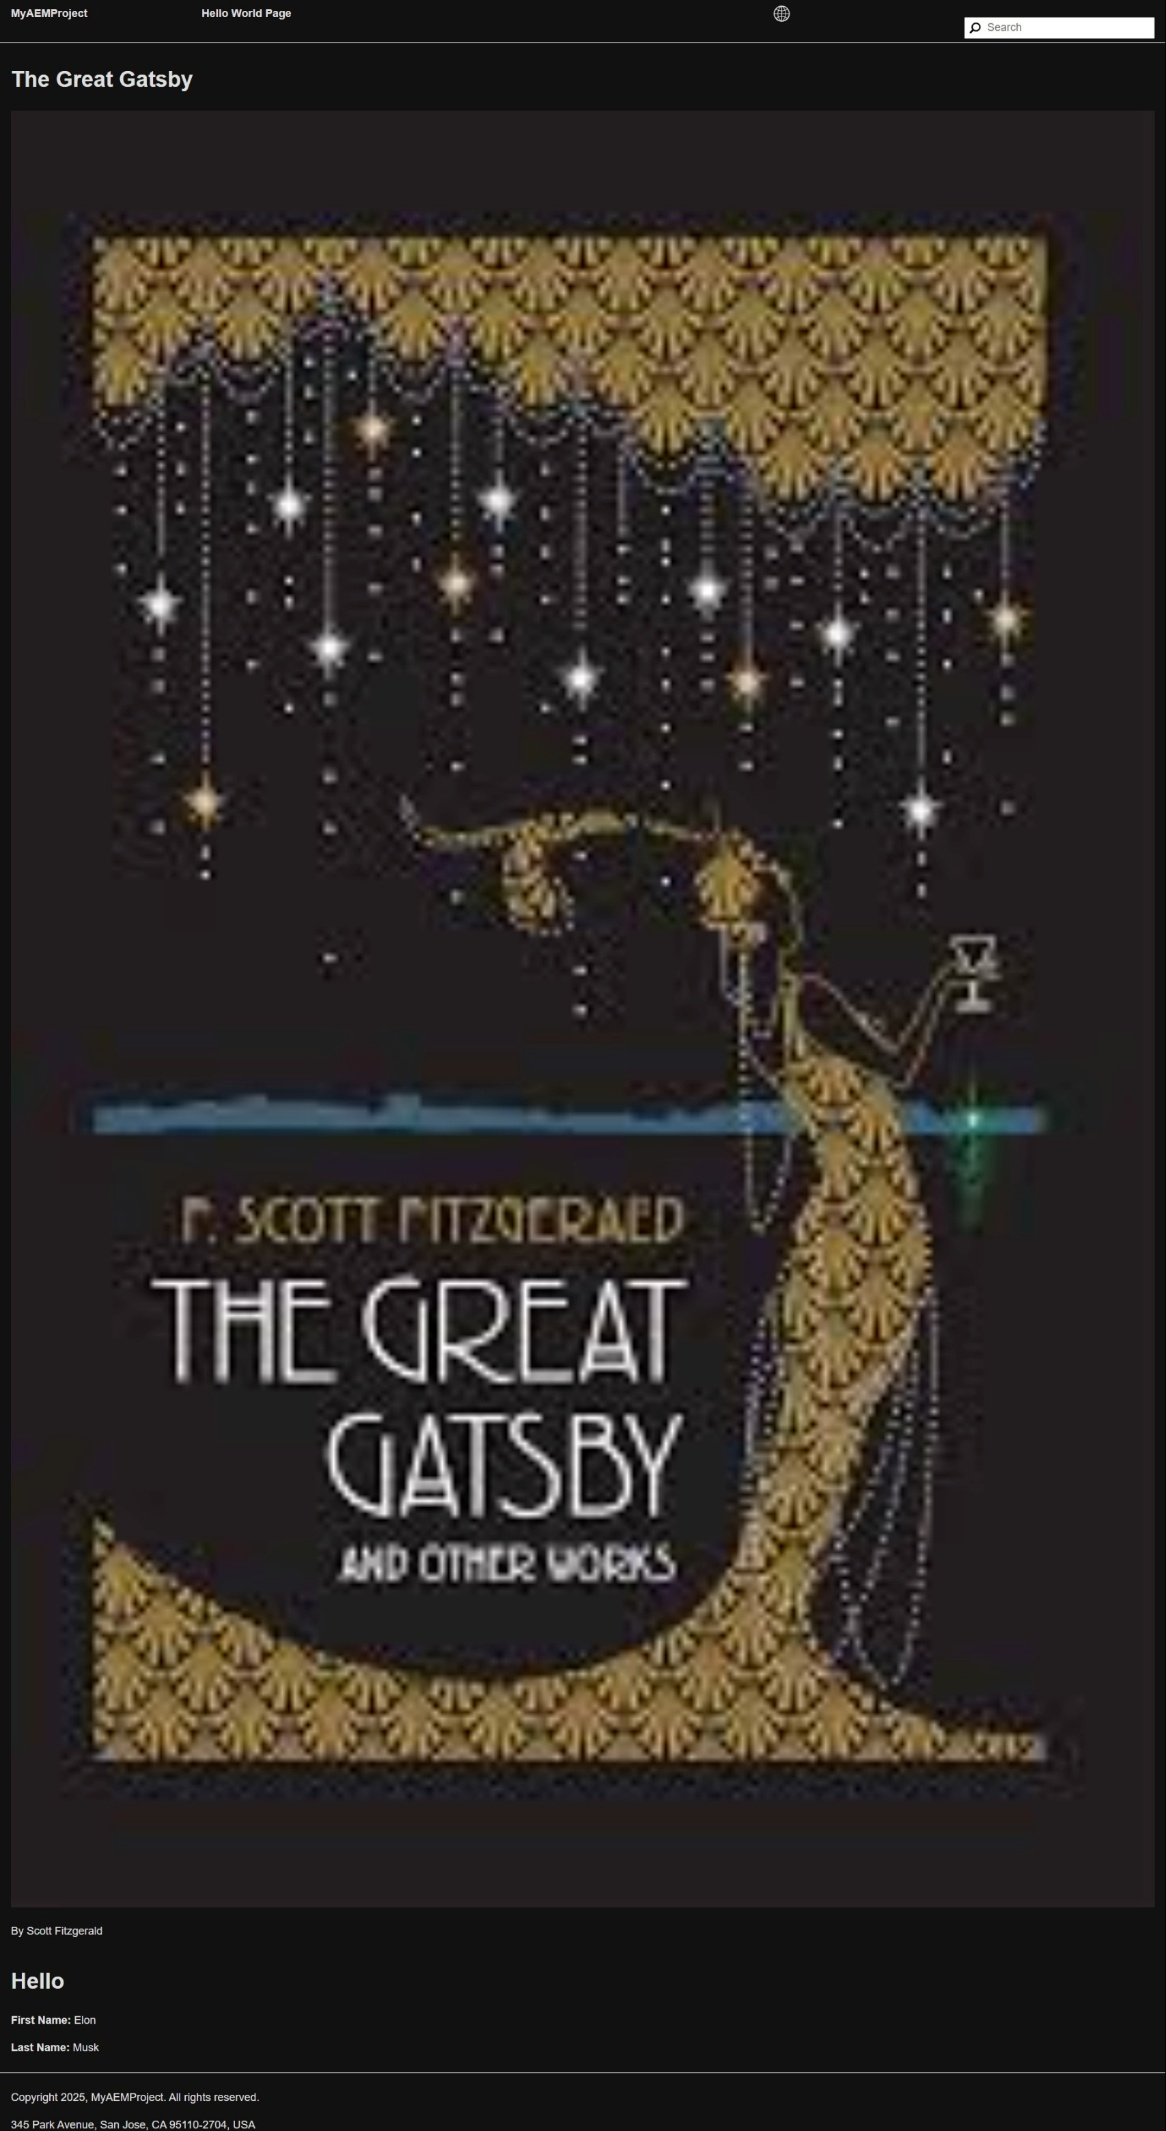 MyAEMProject
Hello World Page
Search
The Great Gatsby
F. SCOTT FITZGERALD
THE GREAT
GATSBY
AND OTHER WORKS
By Scott Fitzgerald
Hello
First Name: Elon
Last Name: Musk
Copyright 2025, MyAEMProject. All rights reserved.
345 Park Avenue, San Jose, CA 95110-2704, USA